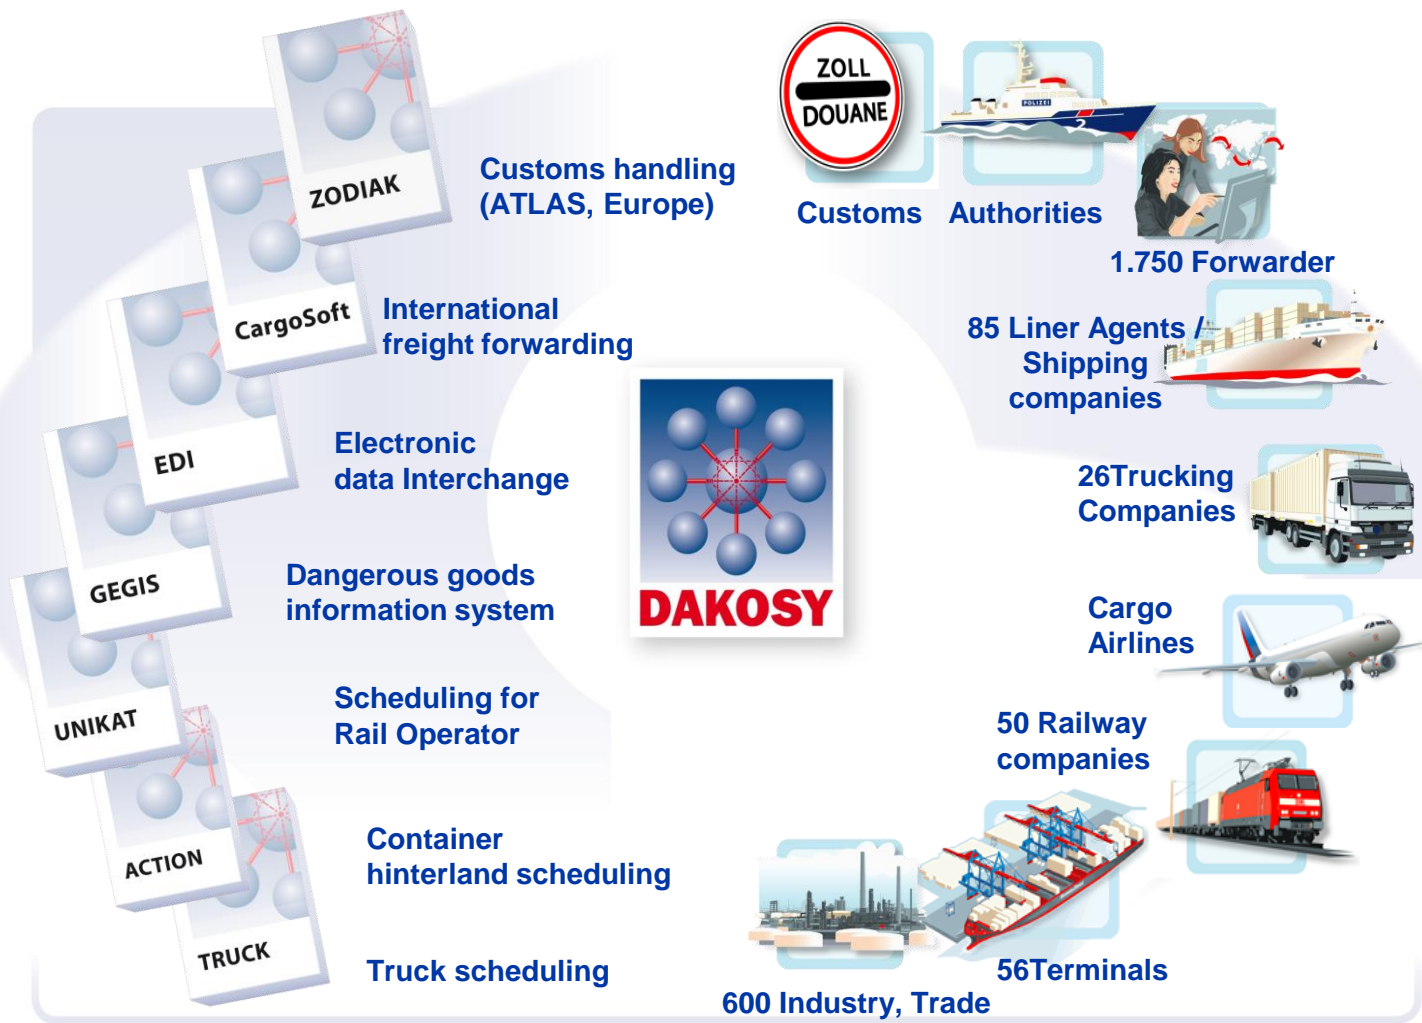 ZODIAK
Customs handling
(ATLAS, Europe)
CargoSoft
International
freight forwarding
EDI
Electronic
data Interchange
GEGIS
Dangerous goods
information system
UNIKAT
Scheduling for
Rail Operator
ACTION
Container
hinterland scheduling
TRUCK
Truck scheduling
DAKOSY
ZOLL
DOUANE
Customs
POLIZEI
2
Authorities
1.750 Forwarder
85 Liner Agents /
Shipping
companies
26Trucking
Companies
Cargo
Airlines
50 Railway
companies
56Terminals
600 Industry, Trade